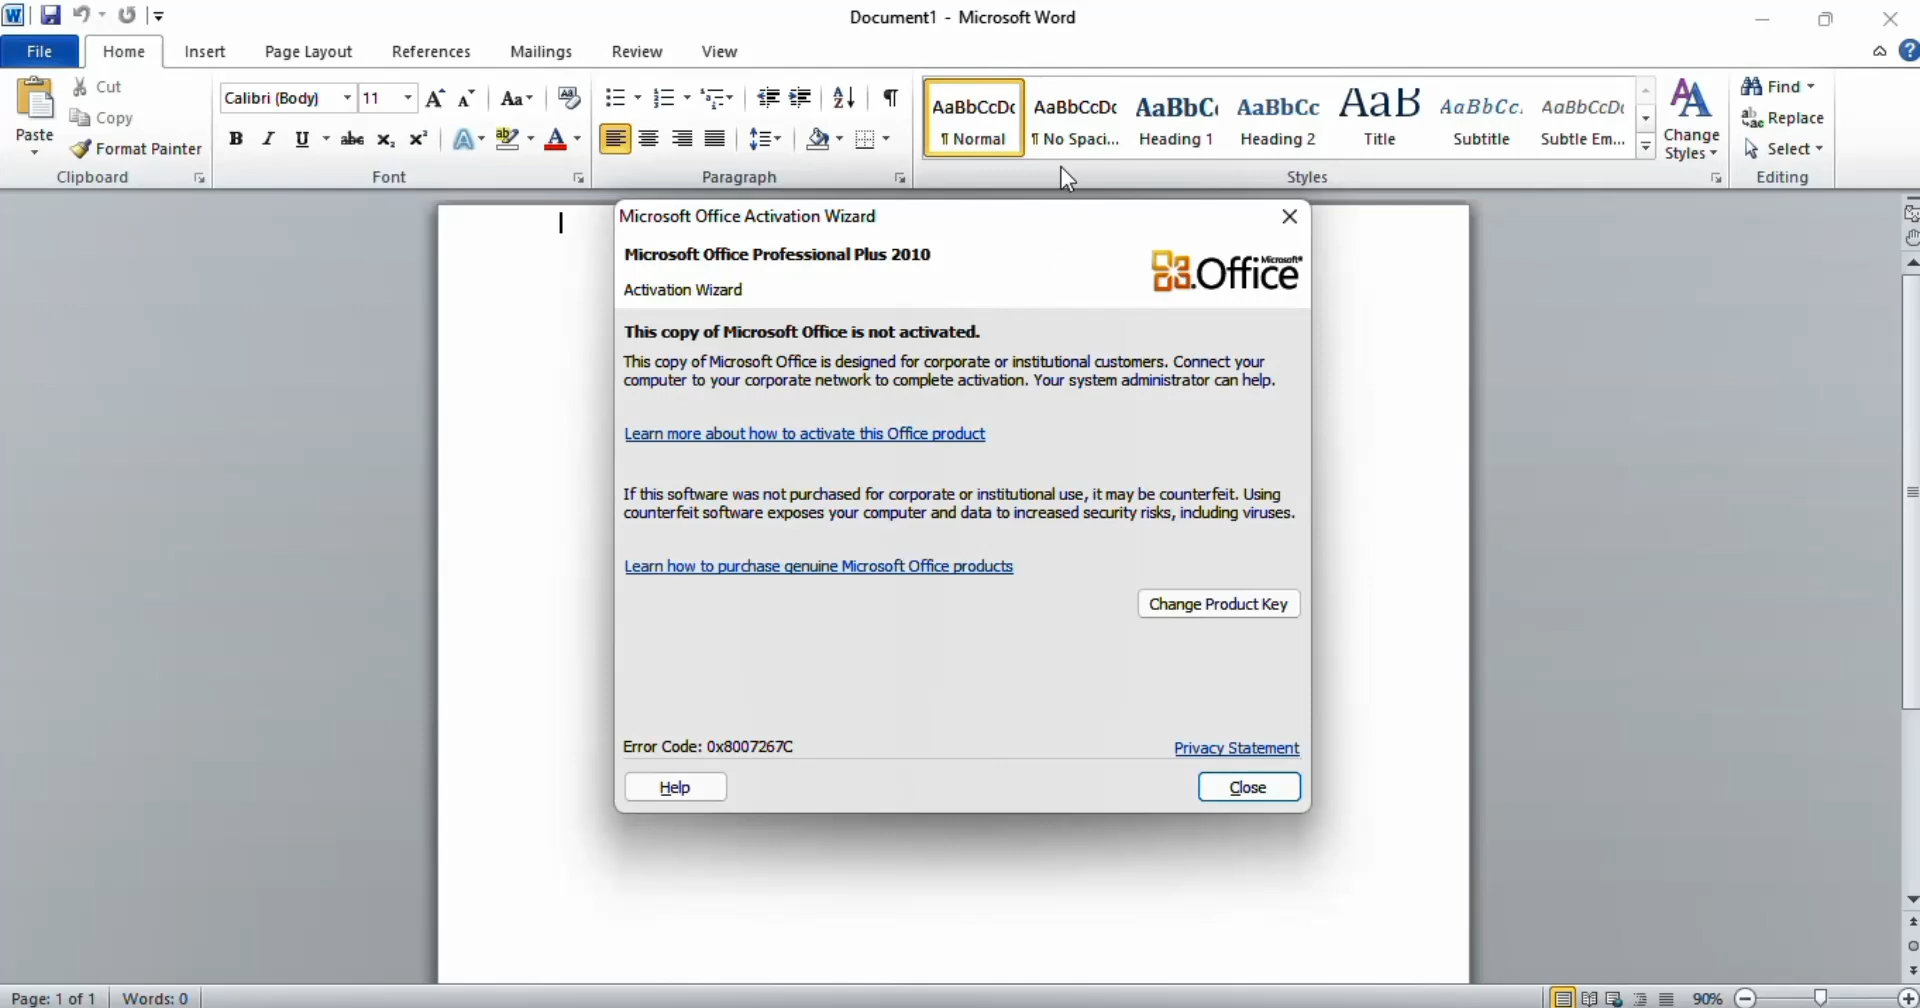 Document1 - Microsoft Word
File Home Insert Page Layout References Mailings Review View
Paste
Cut
Copy
Format Painter
Clipboard
Calibri (Body) 11
Font
Paragraph
AaBbCcDc AaBbCcDc AaBbC AaBbCc AaB AaBbCc. AaBbCcDc
¶ Normal ¶ No Spaci... Heading 1 Heading 2 Title Subtitle Subtle Em...
Styles
Change
Styles
Find
Replace
Select
Editing
Microsoft Office Activation Wizard
Microsoft Office Professional Plus 2010
Microsoft®
Office
Activation Wizard
This copy of Microsoft Office is not activated.
This copy of Microsoft Office is designed for corporate or institutional customers. Connect your
computer to your corporate network to complete activation. Your system administrator can help.
Learn more about how to activate this Office product
If this software was not purchased for corporate or institutional use, it may be counterfeit. Using
counterfeit software exposes your computer and data to increased security risks, including viruses.
Learn how to purchase genuine Microsoft Office products
Change Product Key
Error Code: 0x8007267C
Privacy Statement
Help
Close
Page: 1 of 1 Words: 0
90%